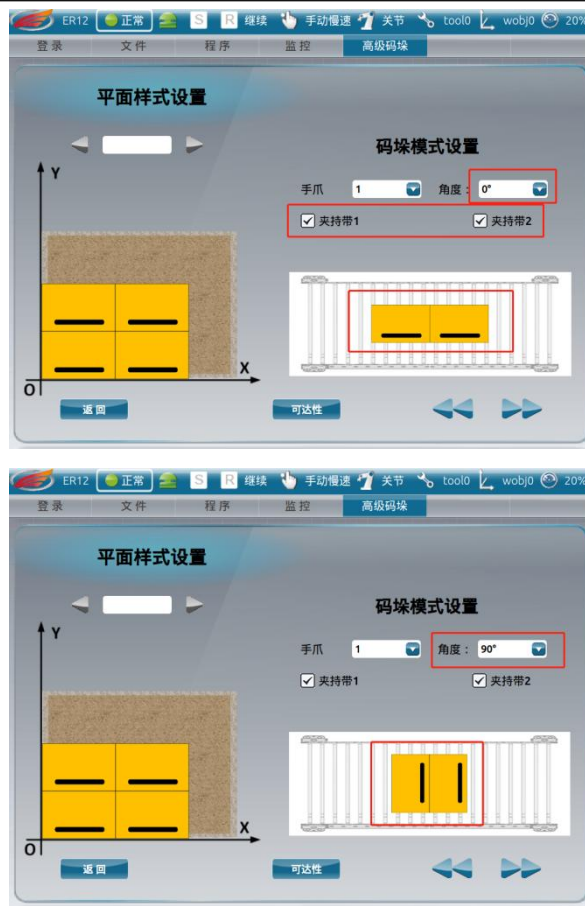 ER12 正常 S R 继续 手动慢速 关节 tool0 wobj0 20%
登录 文件 程序 监控 高级码垛
平面样式设置
码垛模式设置
Y
手爪 1 角度： 0°
夹持带1 夹持带2
X
O
返回 可达性
ER12 正常 S R 继续 手动慢速 关节 tool0 wobj0 20%
登录 文件 程序 监控 高级码垛
平面样式设置
码垛模式设置
Y
手爪 1 角度： 90°
夹持带1 夹持带2
X
O
返回 可达性